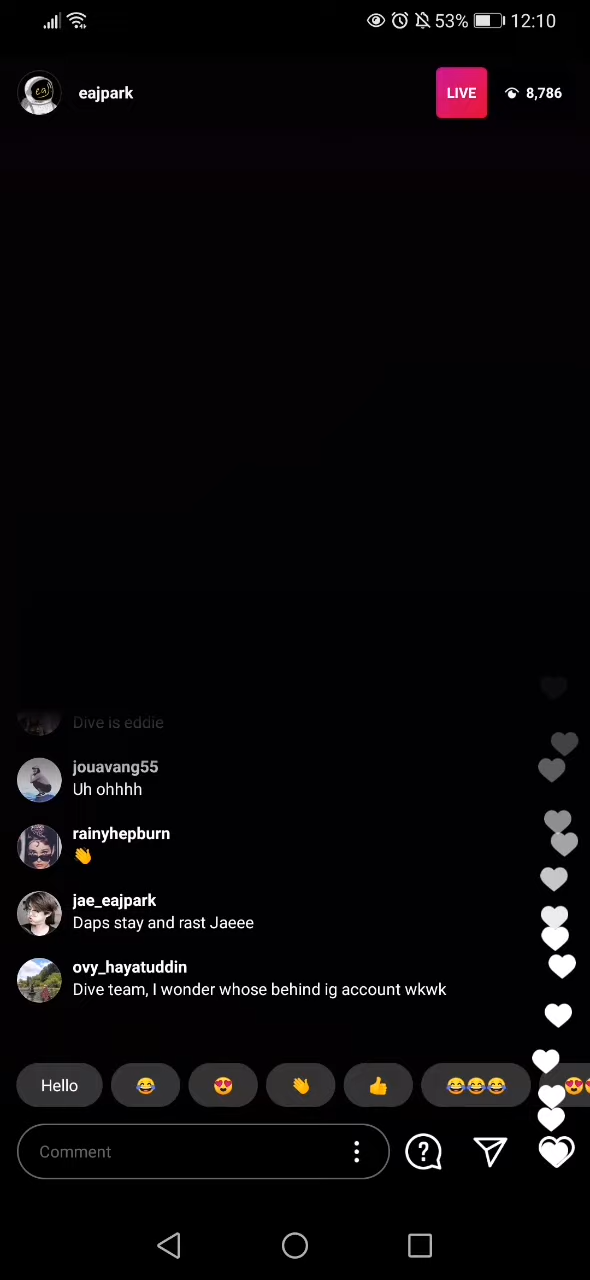 53% 12:10
eajpark LIVE 8,786
Dive is eddie
jouavang55
Uh ohhhh
rainyhepburn
👋
jae_eajpark
Daps stay and rast Jaeee
ovy_hayatuddin
Dive team, I wonder whose behind ig account wkwk
Hello 😂 😍 👋 👍 😂😂😂 😍
Comment